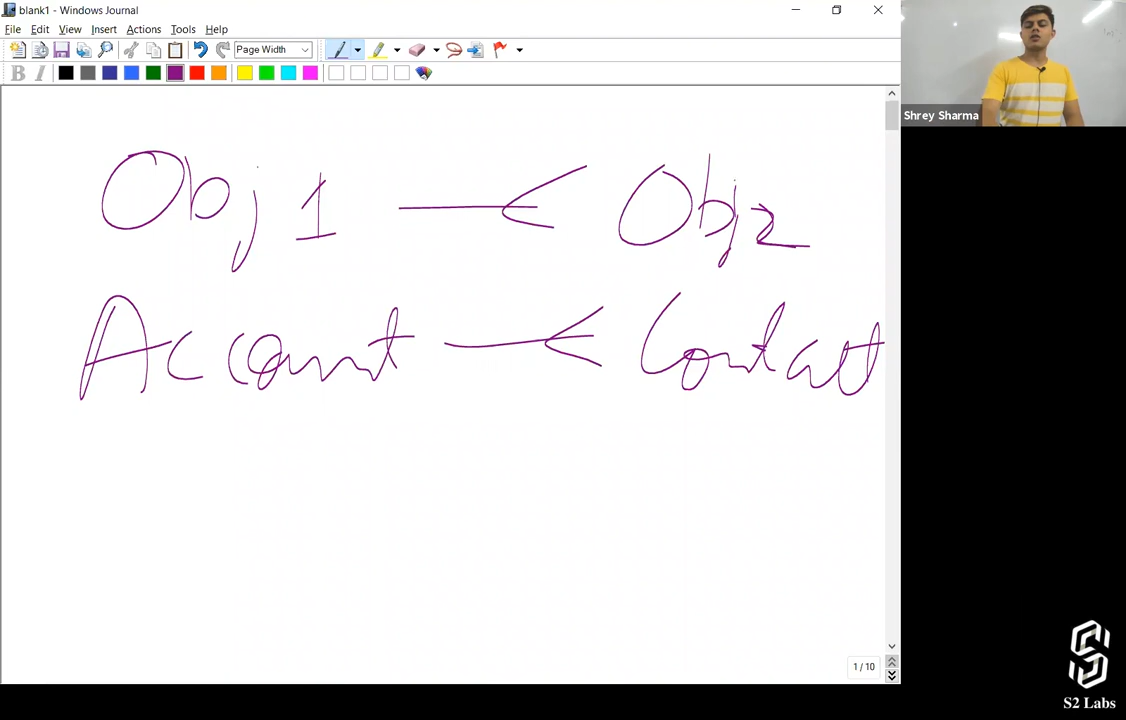 blank1 - Windows Journal
File Edit View Insert Actions Tools Help
Page Width
B I
Shrey Sharma
Obj 1 Obj2
Account Contact
1 / 10
S2 Labs